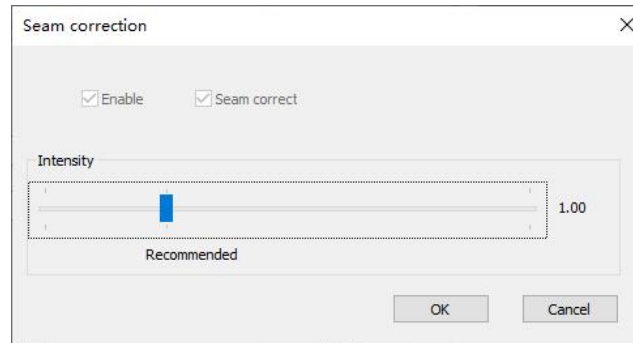 Seam correction
Enable Seam correct
Intensity
1.00
Recommended
OK Cancel